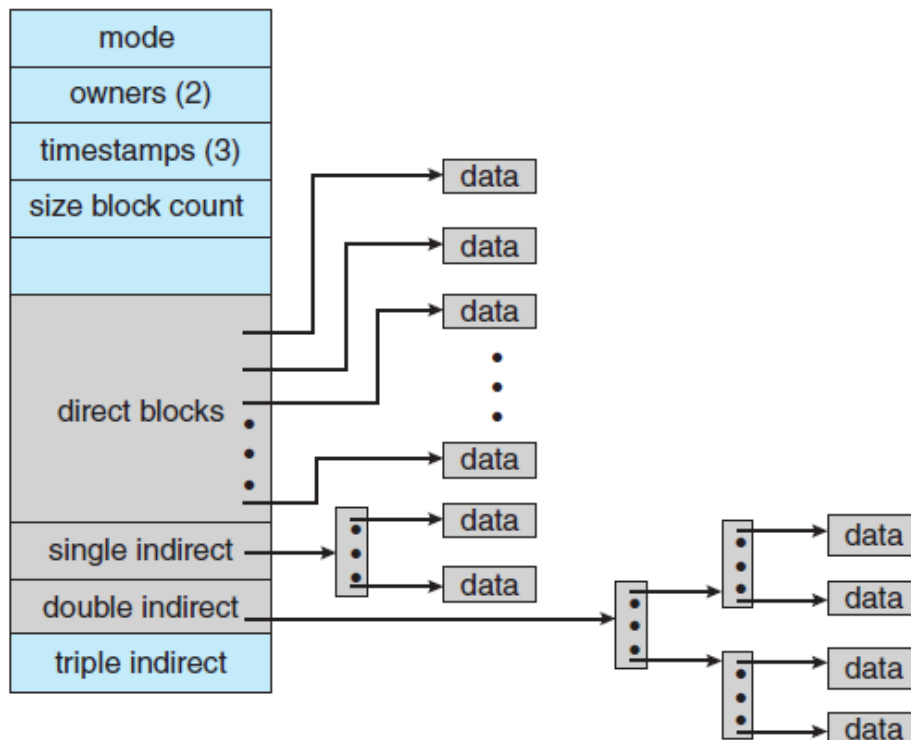 mode
owners (2)
timestamps (3)
size block count
direct blocks
single indirect
double indirect
triple indirect
data
data
data
data
data
data
data
data
data
data